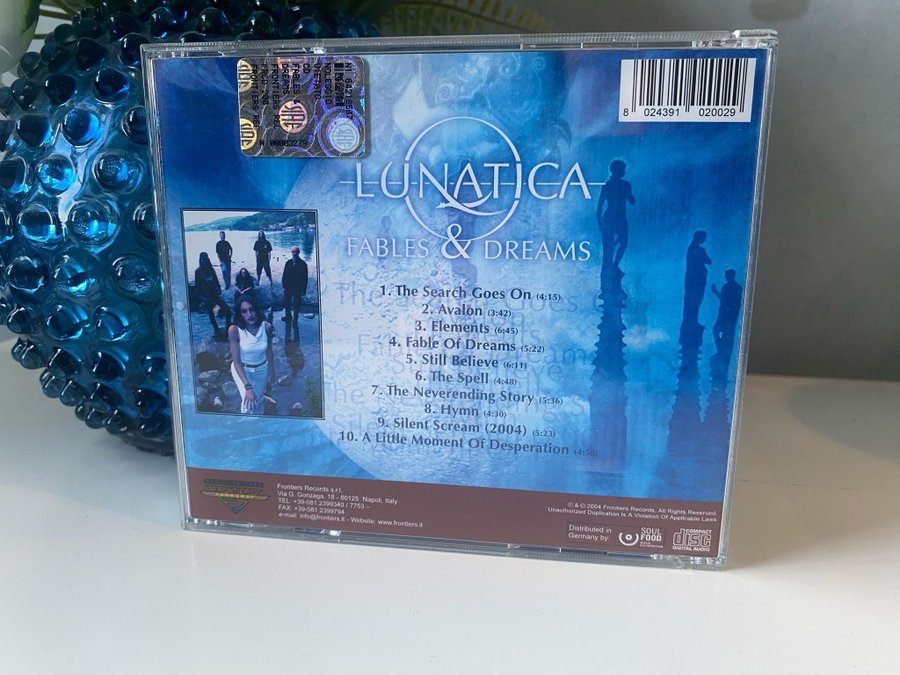 8 024391 020029
LUNATICA
FABLES & DREAMS
1. The Search Goes On (4:15)
2. Avalon (3:42)
3. Elements (6:45)
4. Fable Of Dreams (5:22)
5. Still Believe (6:11)
6. The Spell (4:48)
7. The Neverending Story (5:36)
8. Hymn (4:30)
9. Silent Scream (2004) (5:23)
10. A Little Moment Of Desperation
Frontiers Records s.r.l.
Via G. Gonzaga, 18 - 80125 Napoli, Italy
TEL: +39-081.2399340 / 7753 –
FAX: +39-081.2399794
e-mail: info@frontiers.it - Website: www.frontiers.it
℗ & © 2004 Frontiers Records. All Rights Reserved.
Unauthorized Duplication Is A Violation Of Applicable Laws
Distributed in
Germany by:
SOUL
FOOD
COMPACT
disc
DIGITAL AUDIO